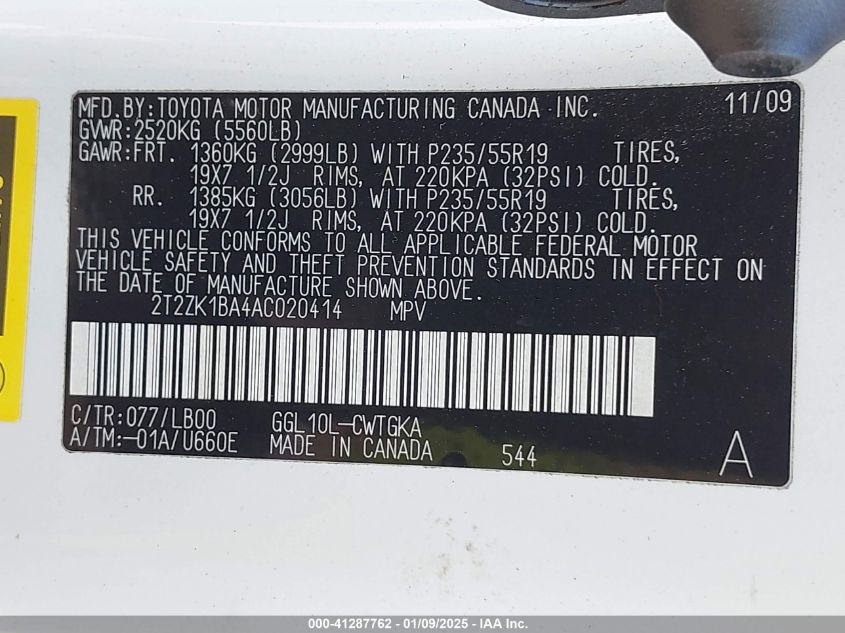 MFD.BY:TOYOTA MOTOR MANUFACTURING CANADA INC. 11/09
GVWR:2520KG (5560LB)
GAWR:FRT. 1360KG (2999LB) WITH P235/55R19 TIRES,
19X7 1/2J RIMS, AT 220KPA (32PSI) COLD.
RR. 1385KG (3056LB) WITH P235/55R19 TIRES,
19X7 1/2J RIMS, AT 220KPA (32PSI) COLD.
THIS VEHICLE CONFORMS TO ALL APPLICABLE FEDERAL MOTOR
VEHICLE SAFETY AND THEFT PREVENTION STANDARDS IN EFFECT ON
THE DATE OF MANUFACTURE SHOWN ABOVE.
2T2ZK1BA4AC020414 MPV
C/TR:077/LB00 GGL10L-CWTGKA
A/TM:-01A/U660E MADE IN CANADA 544 A
000-41287762 - 01/09/2025 - IAA Inc.